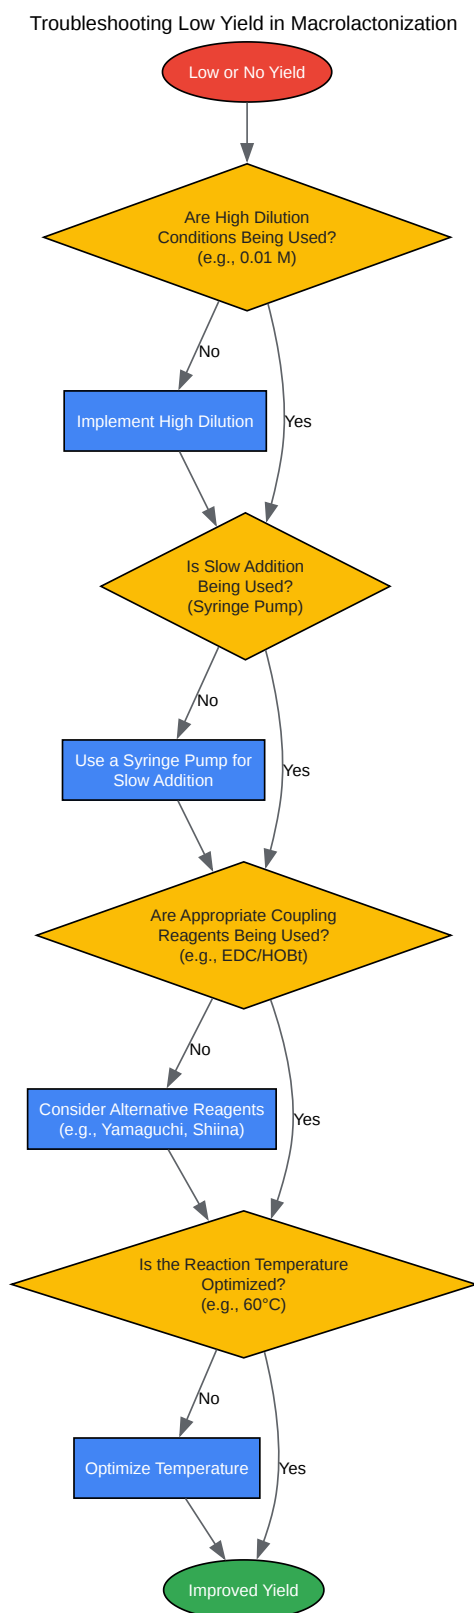 Troubleshooting Low Yield in Macrolactonization
Low or No Yield
Are High Dilution
Conditions Being Used?
(e.g., 0.01 M)
No
Yes
Implement High Dilution
Is Slow Addition
Being Used?
(Syringe Pump)
No
Yes
Use a Syringe Pump for
Slow Addition
Are Appropriate Coupling
Reagents Being Used?
(e.g., EDC/HOBt)
No
Yes
Consider Alternative Reagents
(e.g., Yamaguchi, Shiina)
Is the Reaction Temperature
Optimized?
(e.g., 60°C)
No
Yes
Optimize Temperature
Improved Yield